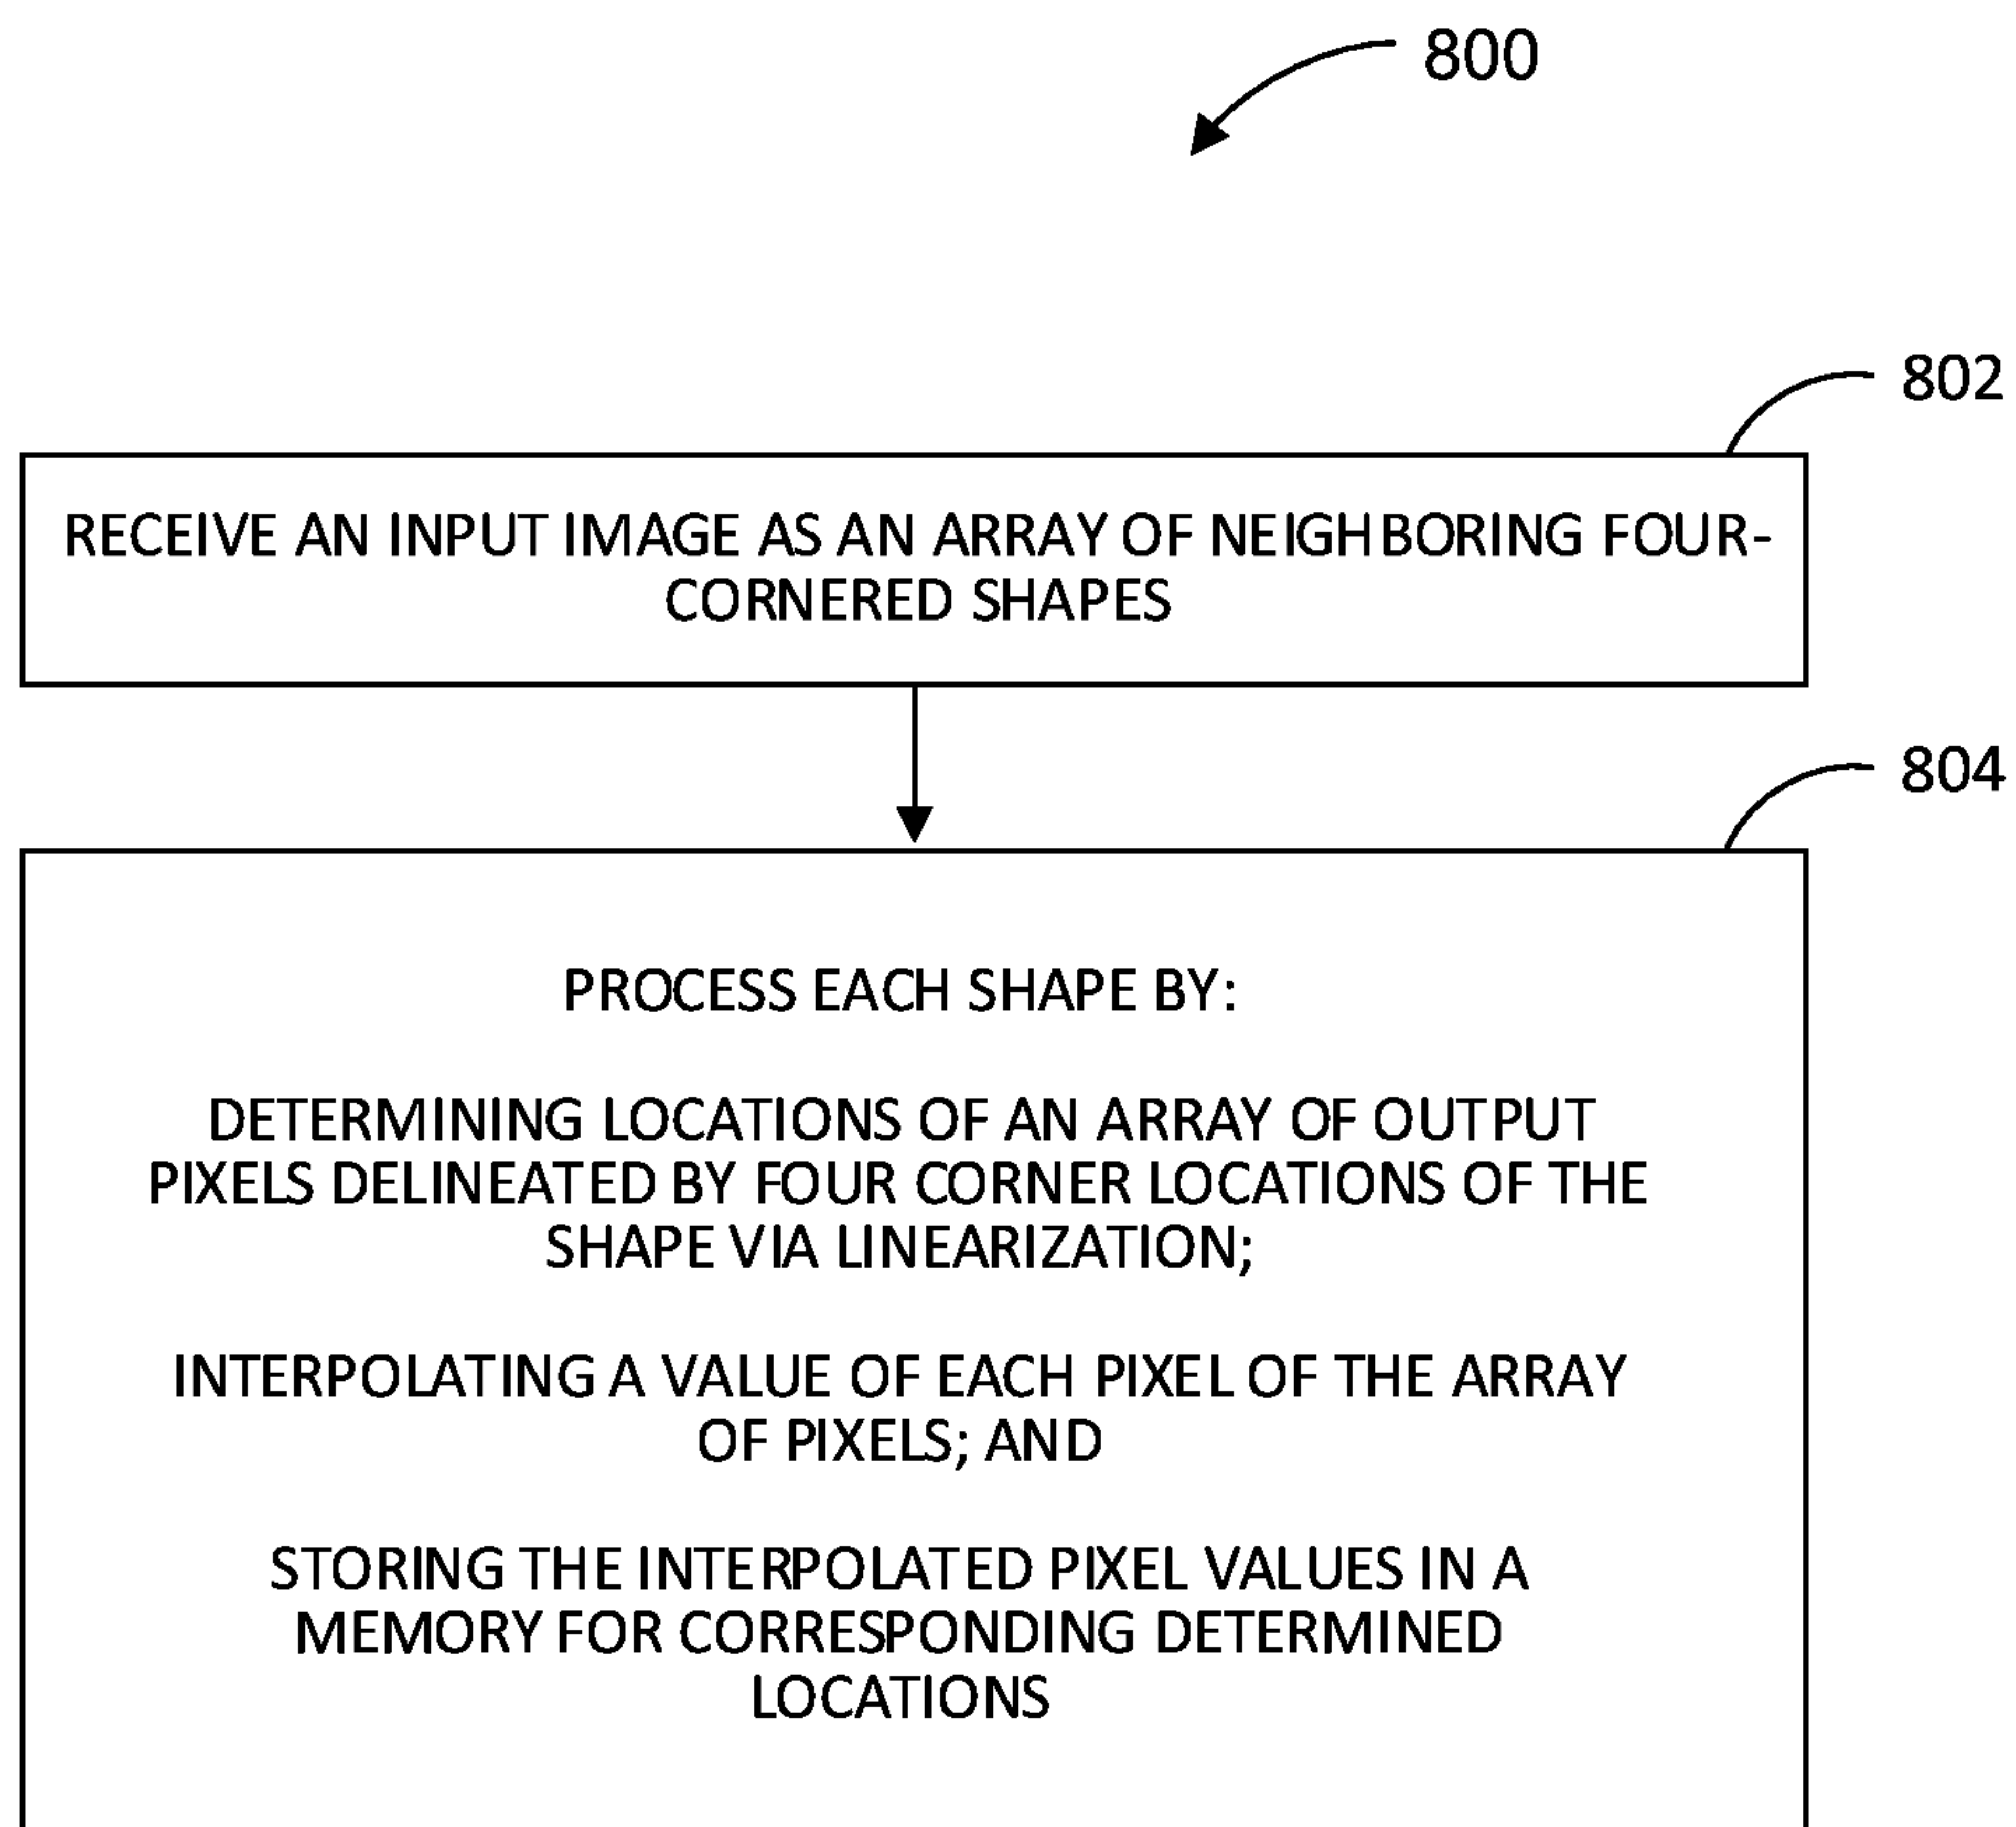 800
802
RECEIVE AN INPUT IMAGE AS AN ARRAY OF NEIGHBORING FOUR-
CORNERED SHAPES
804
PROCESS EACH SHAPE BY:
DETERMINING LOCATIONS OF AN ARRAY OF OUTPUT
PIXELS DELINEATED BY FOUR CORNER LOCATIONS OF THE
SHAPE VIA LINEARIZATION;
INTERPOLATING A VALUE OF EACH PIXEL OF THE ARRAY
OF PIXELS; AND
STORING THE INTERPOLATED PIXEL VALUES IN A
MEMORY FOR CORRESPONDING DETERMINED
LOCATIONS